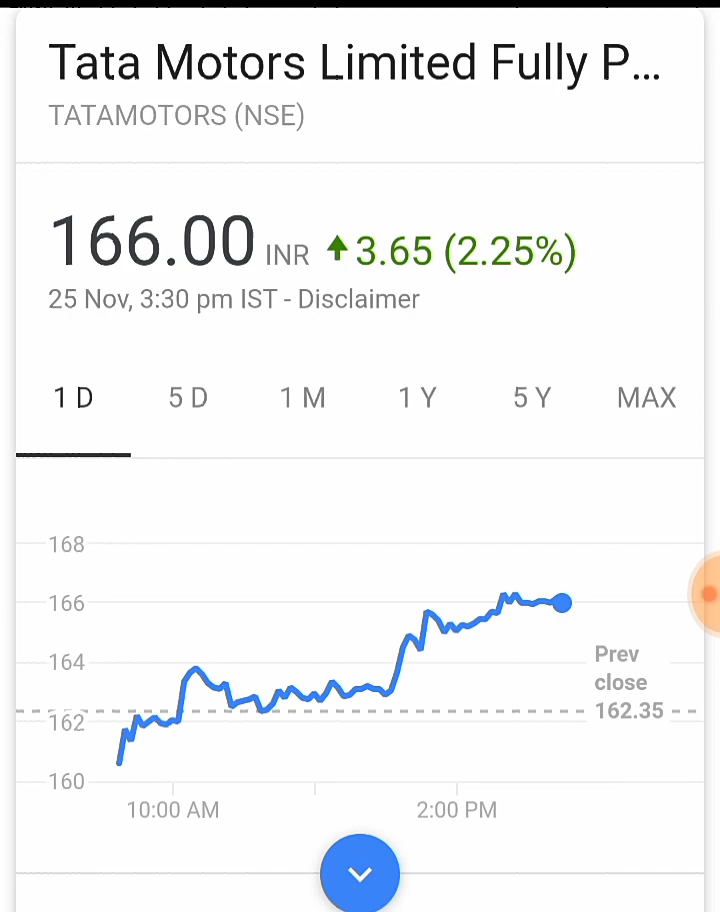 Tata Motors Limited Fully P...
TATAMOTORS (NSE)
166.00 INR ↑ 3.65 (2.25%)
25 Nov, 3:30 pm IST - Disclaimer
1 D 5 D 1 M 1 Y 5 Y MAX
168
166
164
Prev
close
162.35
162
160
10:00 AM 2:00 PM